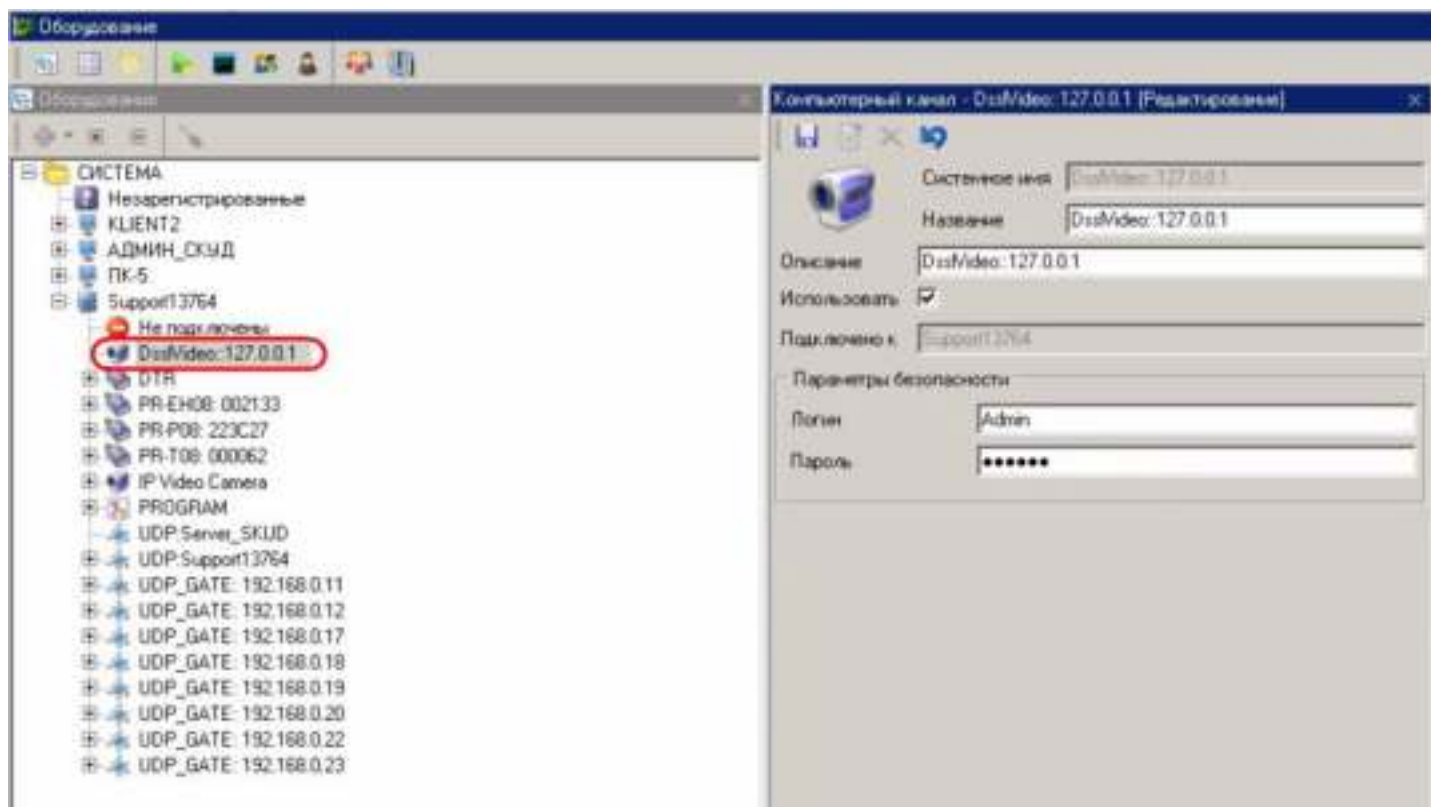 Оборудование
Оборудование
СИСТЕМА
Незарегистрированные
KLIENT2
АДМИН_СКУД
ПК-5
Support13764
Не подключены
DsslVideo::127.0.0.1
DTR
PR-EH08: 002133
PR-P08: 223C27
PR-T08: 000062
IP Video Camera
PROGRAM
UDP:Server_SKUD
UDP:Support13764
UDP_GATE: 192.168.0.11
UDP_GATE: 192.168.0.12
UDP_GATE: 192.168.0.17
UDP_GATE: 192.168.0.18
UDP_GATE: 192.168.0.19
UDP_GATE: 192.168.0.20
UDP_GATE: 192.168.0.22
UDP_GATE: 192.168.0.23
Компьютерный канал - DsslVideo::127.0.0.1 (Редактирование)
Системное имя DsslVideo::127.0.0.1
Название DsslVideo::127.0.0.1
Описание DsslVideo::127.0.0.1
Использовать
Подключено к Support13764
Параметры безопасности
Логин Admin
Пароль ●●●●●●